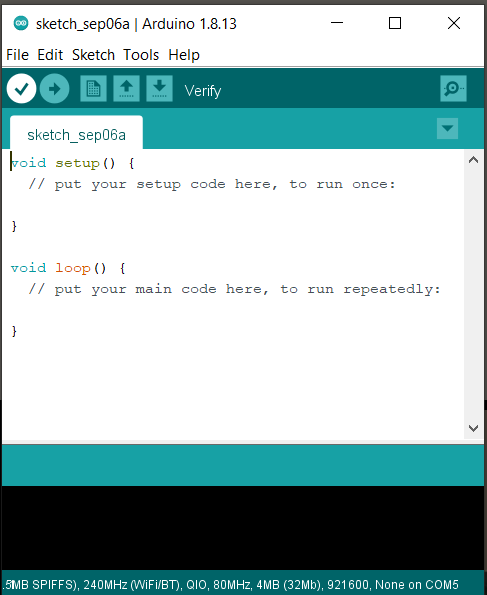 sketch_sep06a | Arduino 1.8.13
File Edit Sketch Tools Help
Verify
sketch_sep06a
void setup() {
// put your setup code here, to run once:
}
void loop() {
// put your main code here, to run repeatedly:
}
MB SPIFFS), 240MHz (WiFi/BT), QIO, 80MHz, 4MB (32Mb), 921600, None on COM5